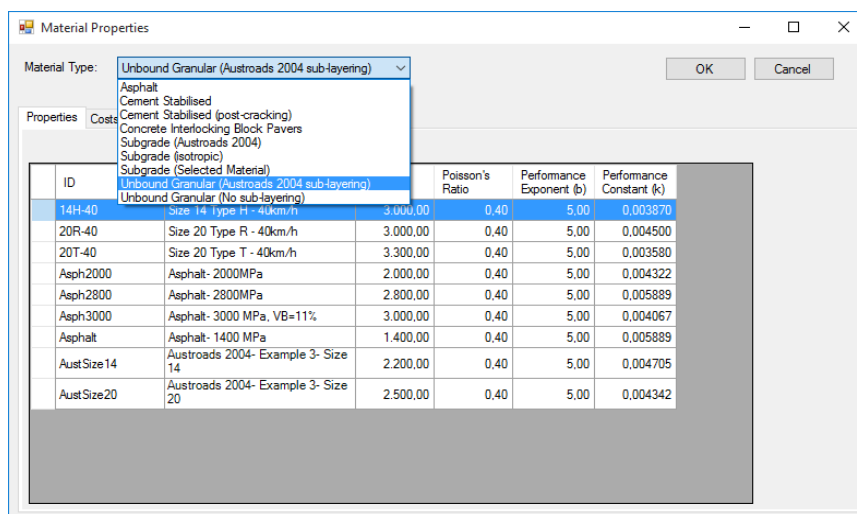 Material Properties
Material Type:
Unbound Granular (Austroads 2004 sub-layering)
OK
Cancel
Asphalt
Cement Stabilised
Cement Stabilised (post-cracking)
Concrete Interlocking Block Pavers
Subgrade (Austroads 2004)
Subgrade (isotropic)
Subgrade (Selected Material)
Unbound Granular (Austroads 2004 sub-layering)
Unbound Granular (No sub-layering)
Properties Costs
ID Poisson's Ratio Performance Exponent (b) Performance Constant (k)
14H-40 Size 14 Type H - 40km/h 3.000,00 0,40 5,00 0,003870
20R-40 Size 20 Type R - 40km/h 3.000,00 0,40 5,00 0,004500
20T-40 Size 20 Type T - 40km/h 3.300,00 0,40 5,00 0,003580
Asph2000 Asphalt- 2000MPa 2.000,00 0,40 5,00 0,004322
Asph2800 Asphalt- 2800MPa 2.800,00 0,40 5,00 0,005889
Asph3000 Asphalt- 3000 MPa, VB=11% 3.000,00 0,40 5,00 0,004067
Asphalt Asphalt- 1400 MPa 1.400,00 0,40 5,00 0,005889
AustSize14 Austroads 2004- Example 3- Size 14 2.200,00 0,40 5,00 0,004705
AustSize20 Austroads 2004- Example 3- Size 20 2.500,00 0,40 5,00 0,004342